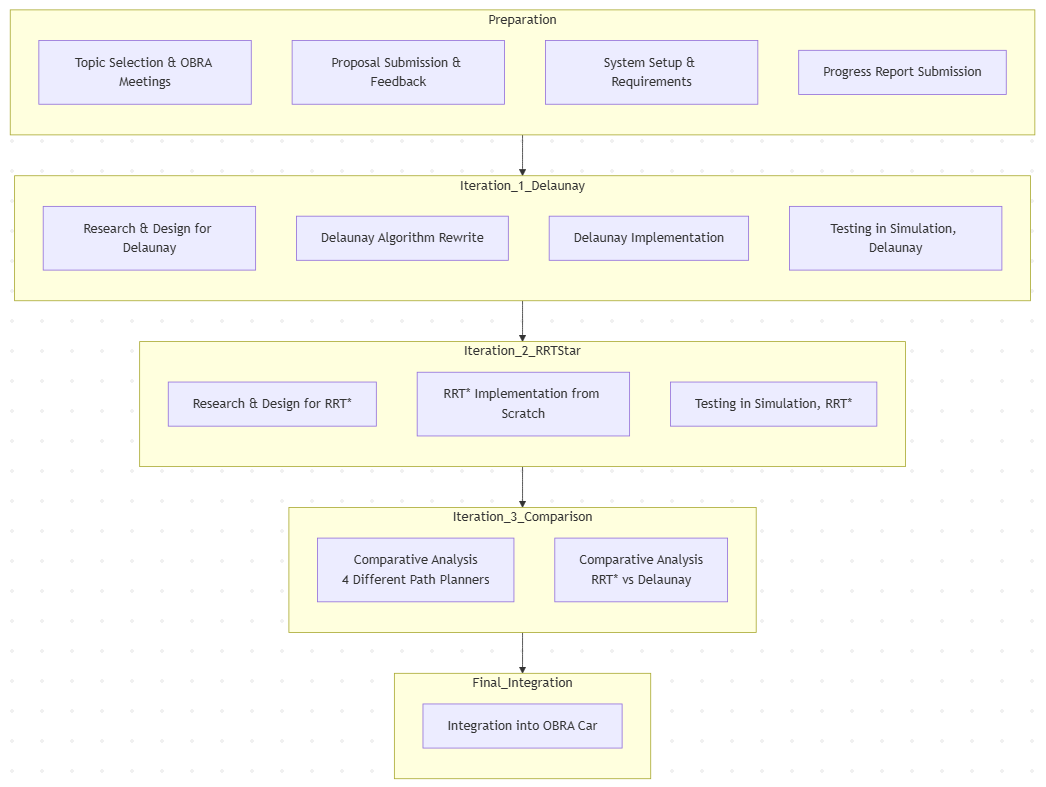 Preparation
Topic Selection & OBRA
Meetings
Proposal Submission &
Feedback
System Setup &
Requirements
Progress Report Submission
Iteration_1_Delaunay
Research & Design for
Delaunay
Delaunay Algorithm Rewrite
Delaunay Implementation
Testing in Simulation,
Delaunay
Iteration_2_RRTStar
Research & Design for RRT*
RRT* Implementation from
Scratch
Testing in Simulation, RRT*
Iteration_3_Comparison
Comparative Analysis
4 Different Path Planners
Comparative Analysis
RRT* vs Delaunay
Final_Integration
Integration into OBRA Car